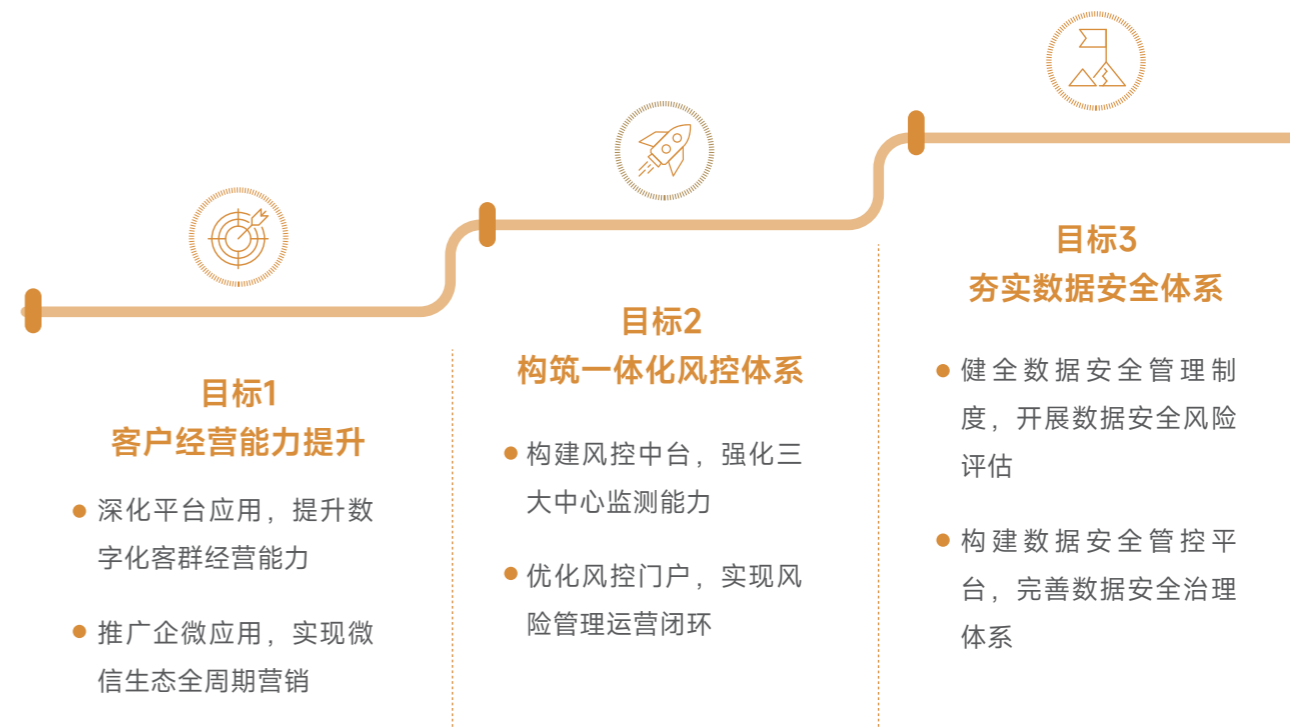 目标1
客户经营能力提升
深化平台应用，提升数
字化客群经营能力
推广企微应用，实现微
信生态全周期营销
目标2
构筑一体化风控体系
构建风控中台，强化三
大中心监测能力
优化风控门户，实现风
险管理运营闭环
目标3
夯实数据安全体系
健全数据安全管理制
度，开展数据安全风险
评估
构建数据安全管控平
台，完善数据安全治理
体系